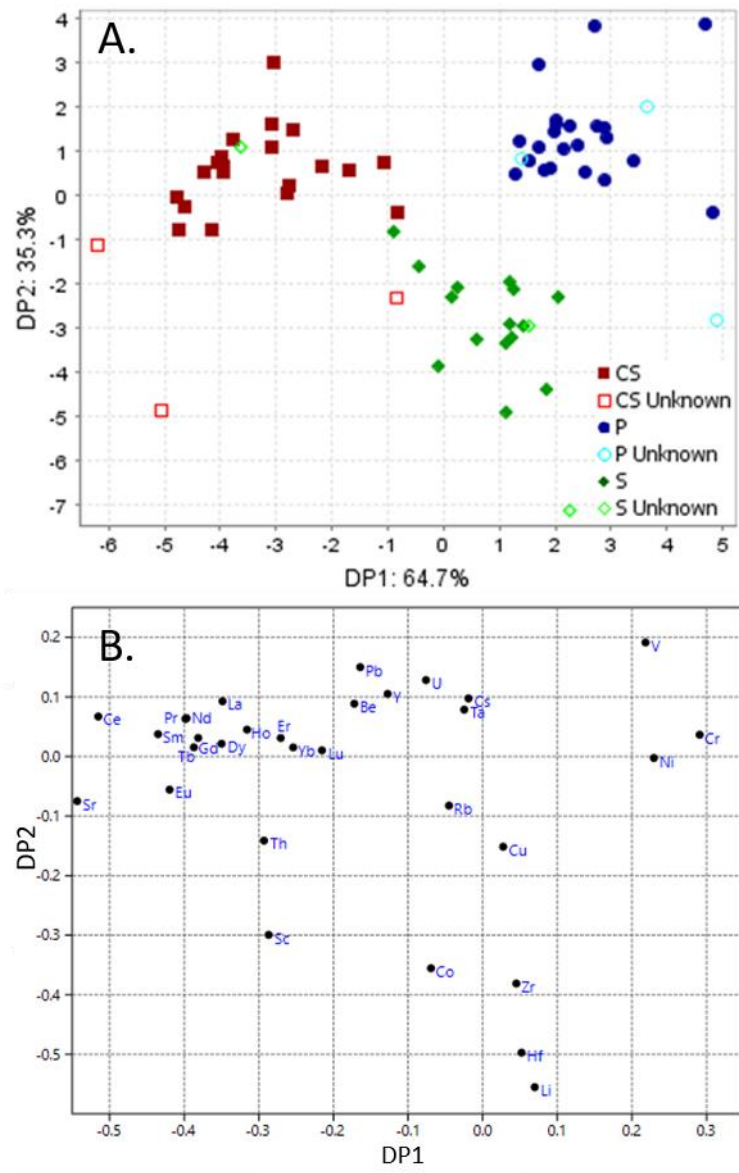 A.
4
3
2
1
0
-1
-2
-3
-4
-5
-6
-7
DP2: 35.3%
CS
CS Unknown
P
P Unknown
S
S Unknown
-6 -5 -4 -3 -2 -1 0 1 2 3 4 5
DP1: 64.7%
B.
0.2
0.1
0.0
-0.1
-0.2
-0.3
-0.4
-0.5
DP2
V
Pb
U
Cs
Ta
Y
Be
La
Ce
Pr Nd
Sm
Ho
Er
Cr
Tb
Gd
Dy
Yb
Lu
Ni
Eu
Sr
Rb
Th
Cu
Sc
Co
Zr
Hf
Li
-0.5 -0.4 -0.3 -0.2 -0.1 0.0 0.1 0.2 0.3
DP1